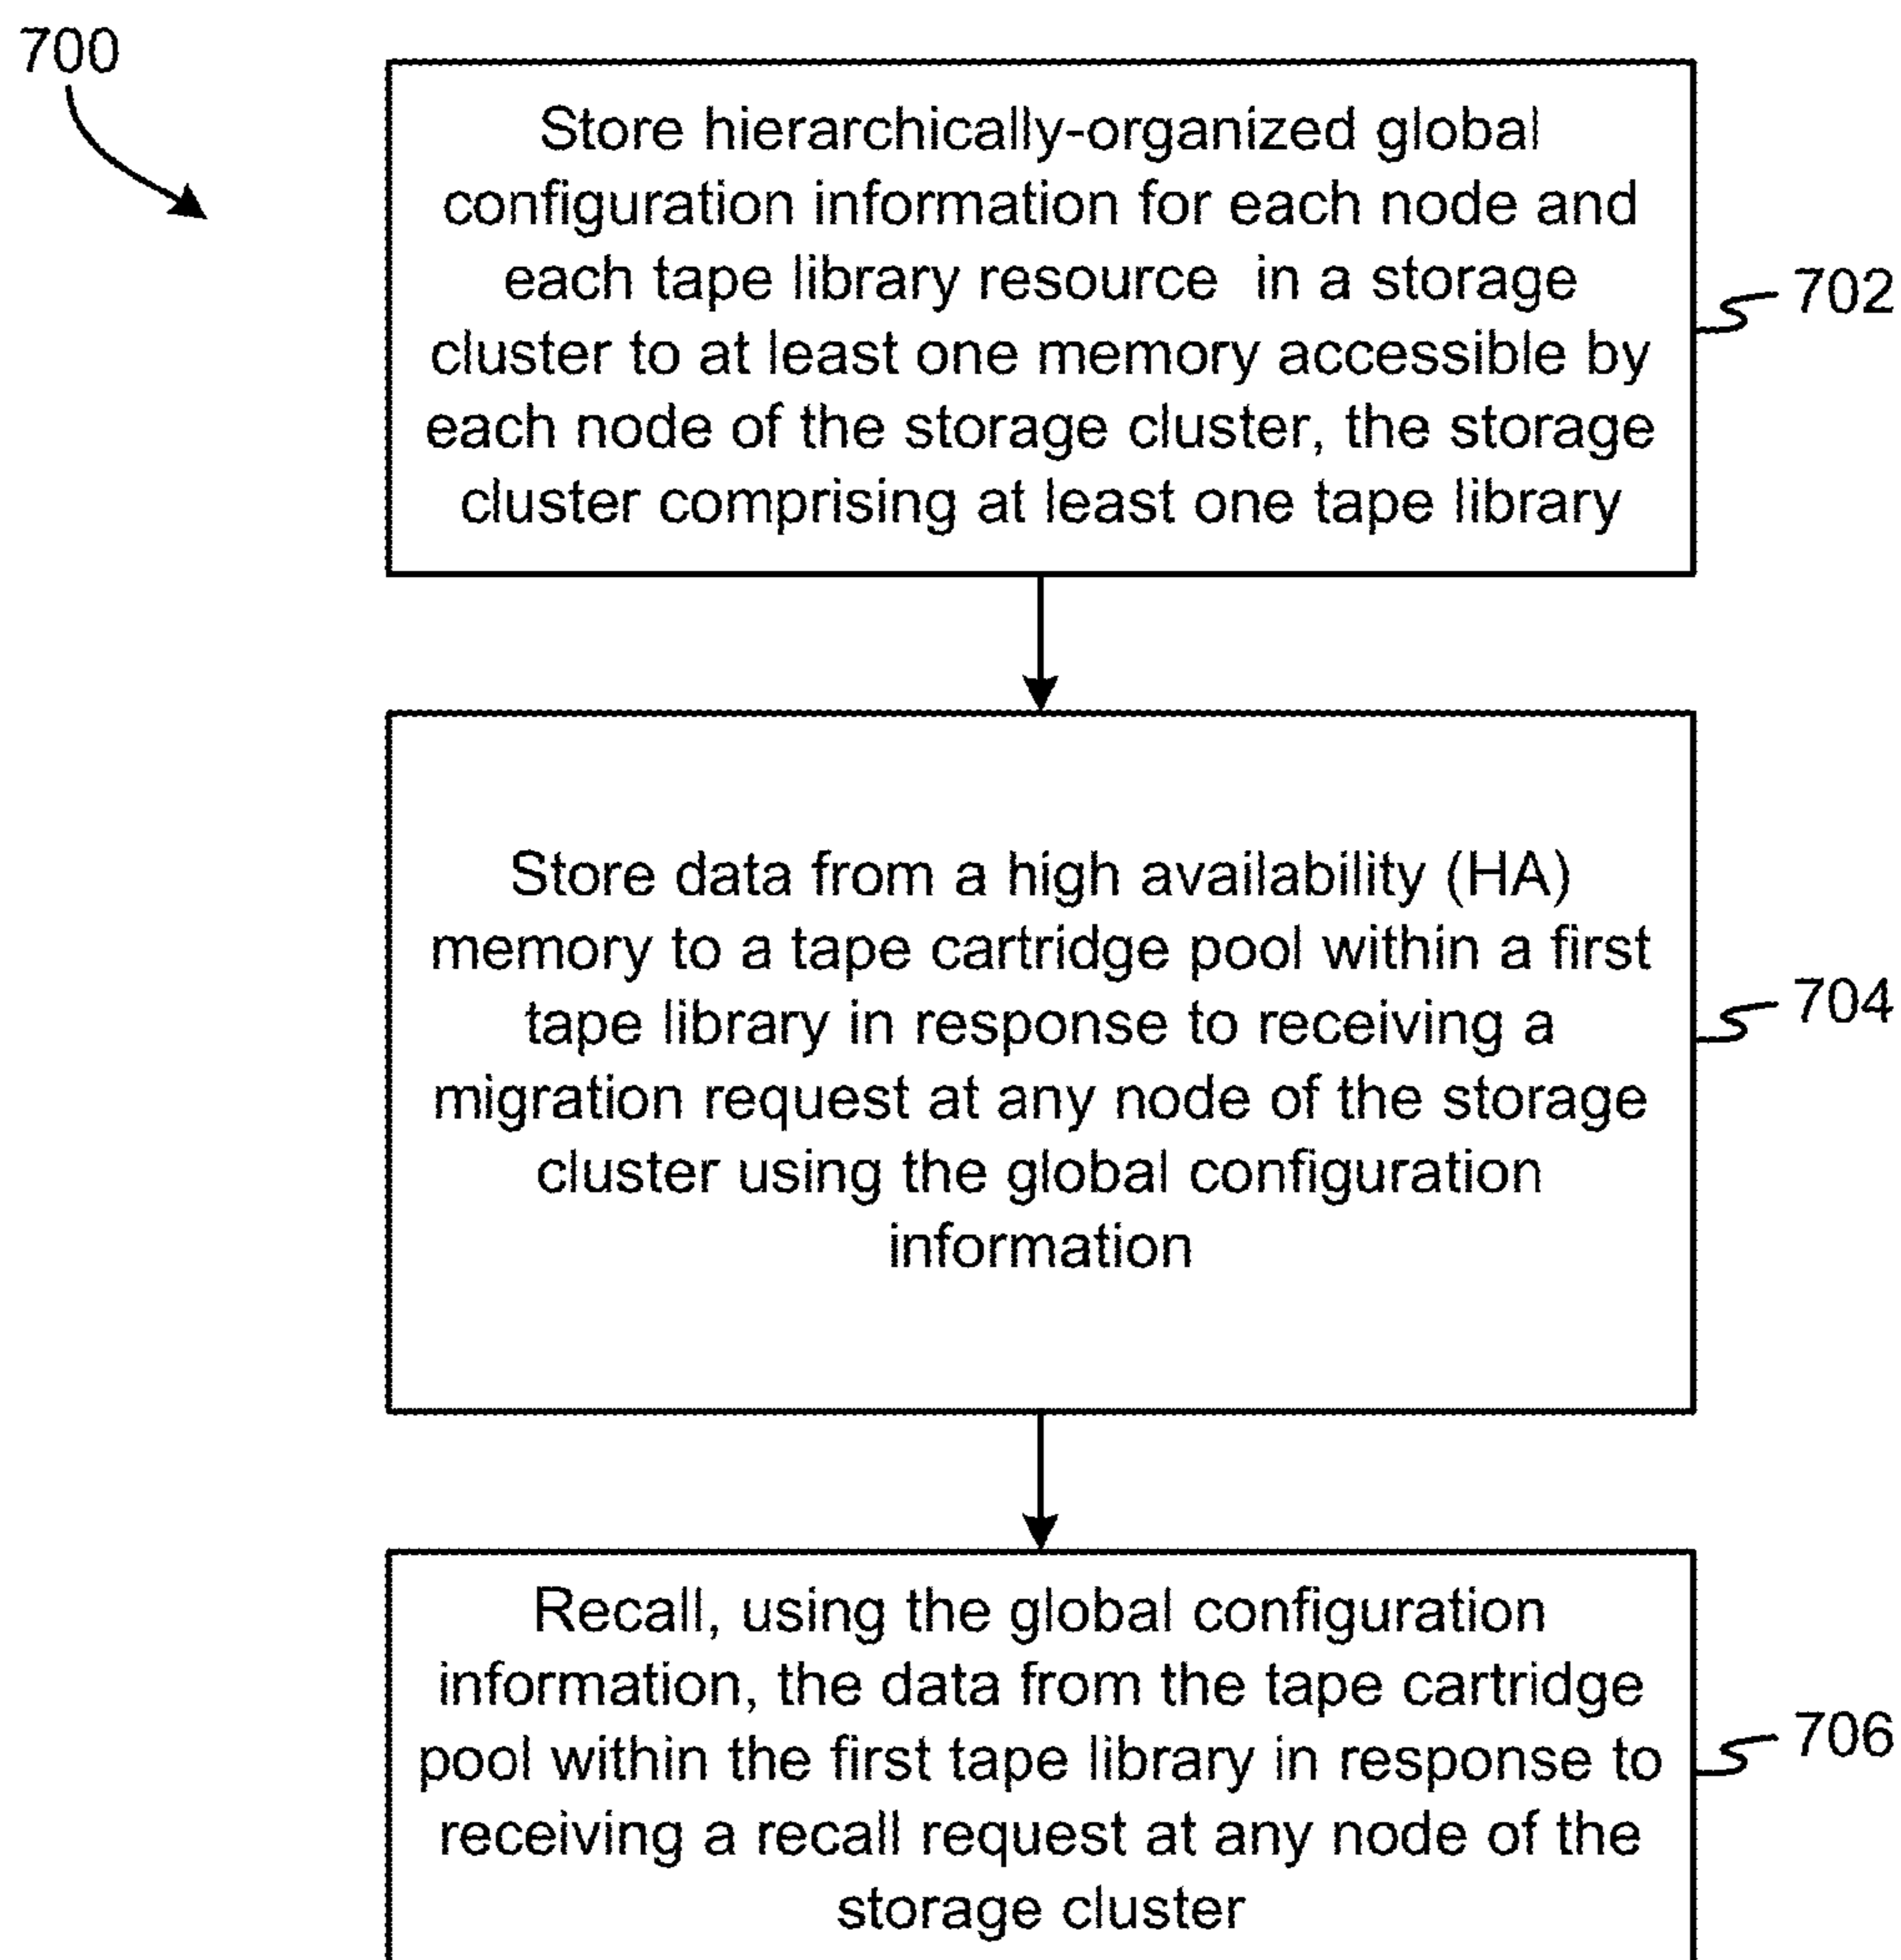 700
Store hierarchically-organized global
configuration information for each node and
each tape library resource in a storage
cluster to at least one memory accessible by
each node of the storage cluster, the storage
cluster comprising at least one tape library
702
Store data from a high availability (HA)
memory to a tape cartridge pool within a first
tape library in response to receiving a
migration request at any node of the storage
cluster using the global configuration
information
704
Recall, using the global configuration
information, the data from the tape cartridge
pool within the first tape library in response to
receiving a recall request at any node of the
storage cluster
706